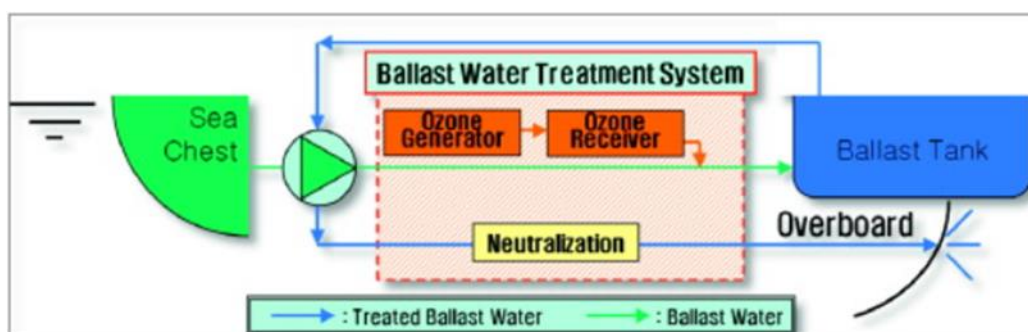 Ballast Water Treatment System
Sea
Chest
Ozone
Generator
Ozone
Receiver
Ballast Tank
Neutralization
Overboard
: Treated Ballast Water
: Ballast Water